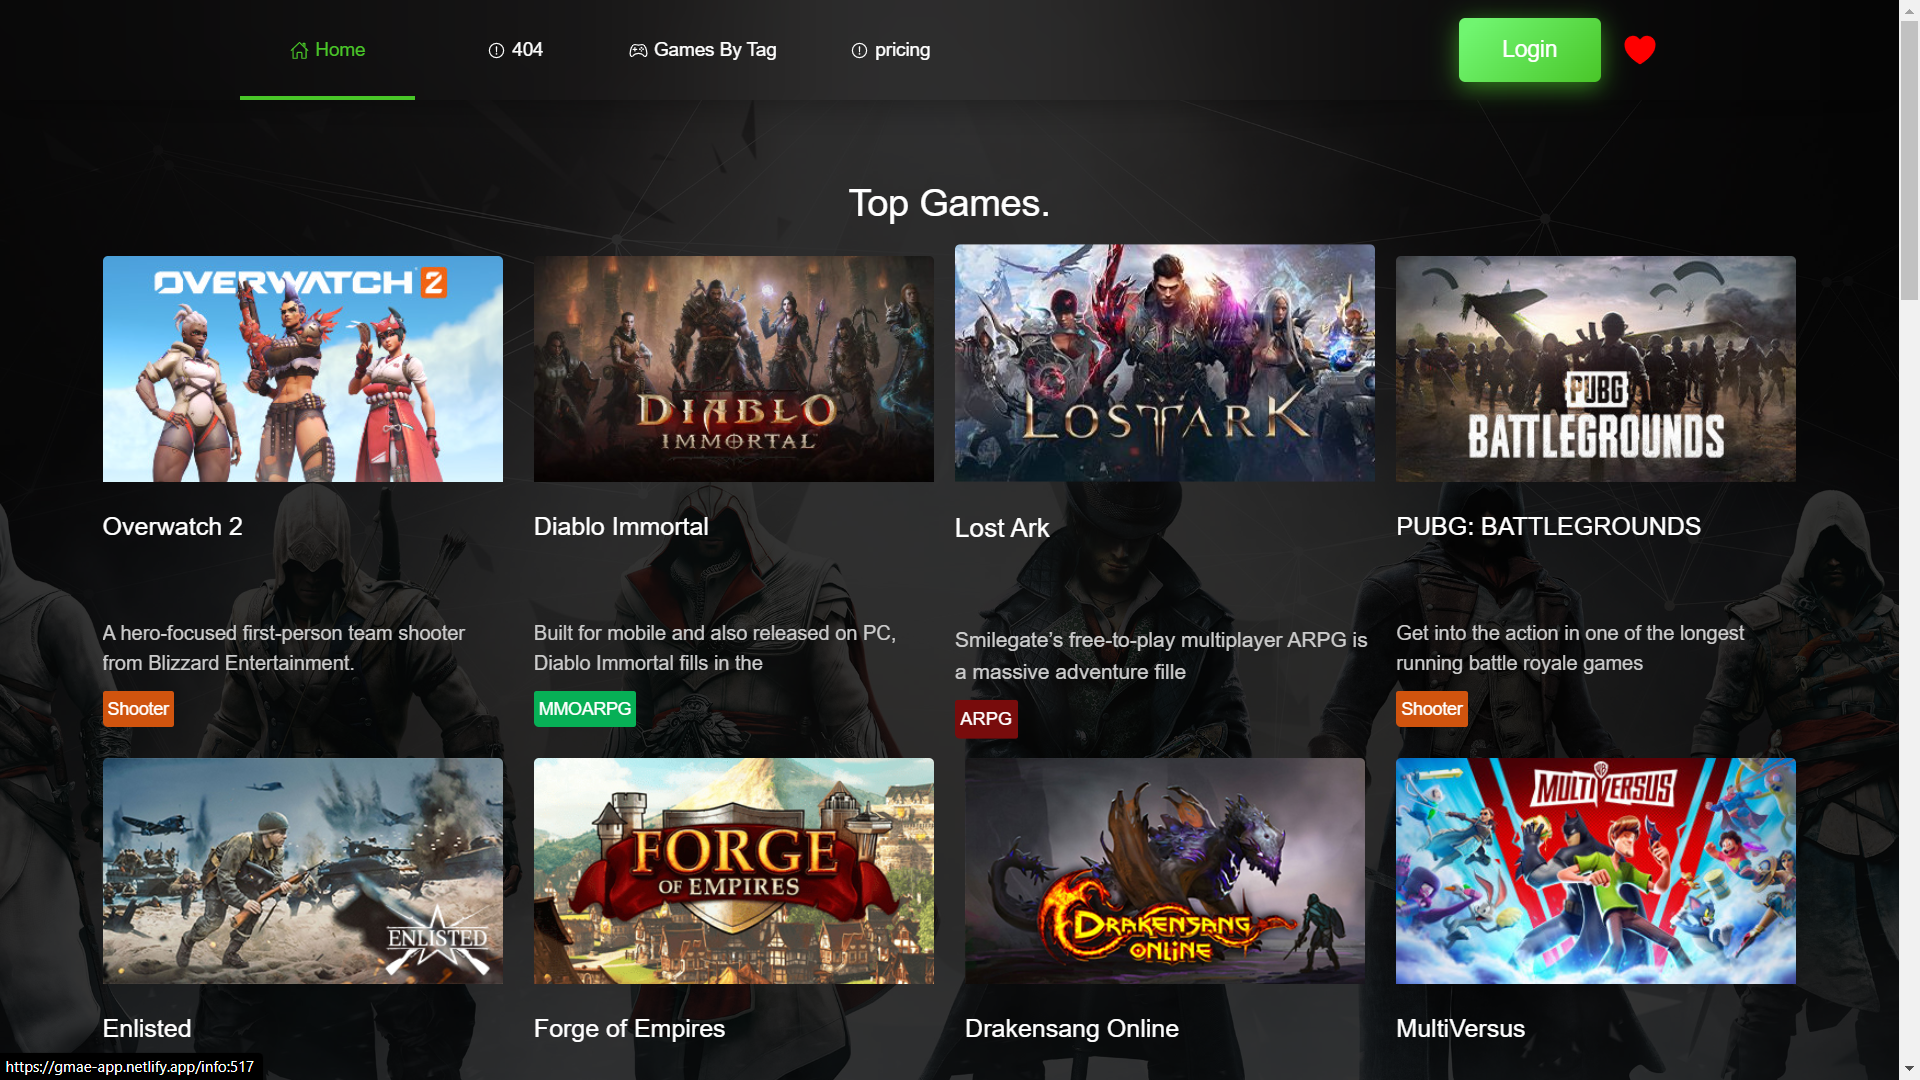 Home
404
Games By Tag
pricing
Login
Top Games.
OVERWATCH 2
DIABLO
IMMORTAL
LOST ARK
PUBG
BATTLEGROUNDS
Overwatch 2
Diablo Immortal
Lost Ark
PUBG: BATTLEGROUNDS
A hero-focused first-person team shooter
from Blizzard Entertainment.
Built for mobile and also released on PC,
Diablo Immortal fills in the
Smilegate’s free-to-play multiplayer ARPG is
a massive adventure fille
Get into the action in one of the longest
running battle royale games
Shooter
MMOARPG
ARPG
Shooter
ENLISTED
FORGE
OF EMPIRES
DRAKENSANG
ONLINE
MULTIVERSUS
Enlisted
Forge of Empires
Drakensang Online
MultiVersus
https://gmae-app.netlify.app/info:517